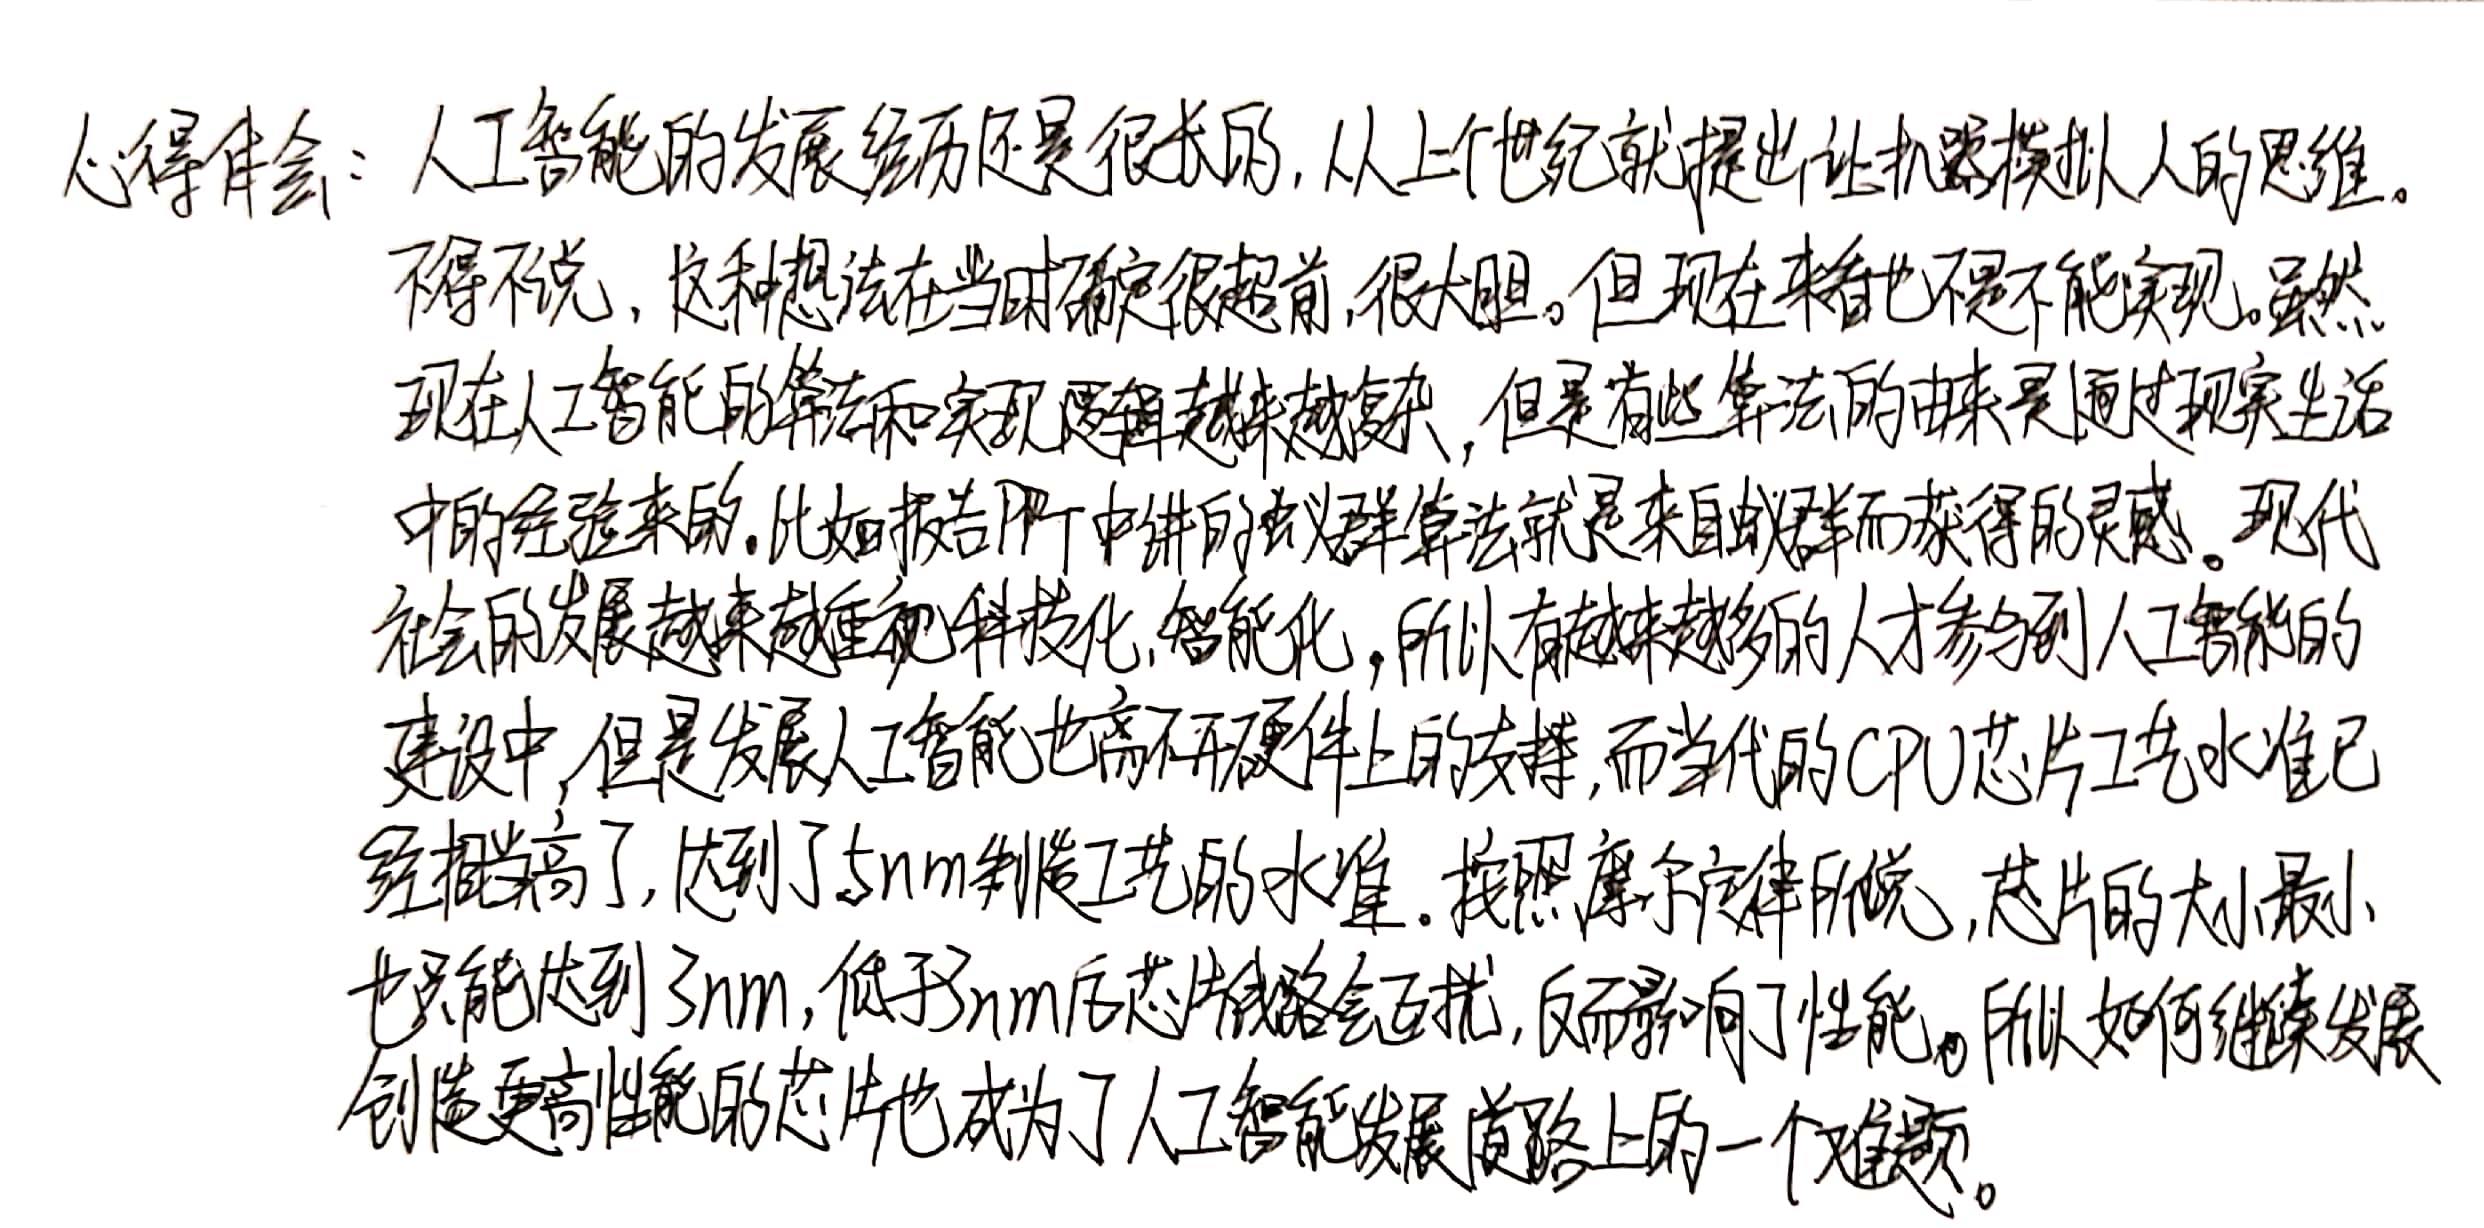 心得体会：人工智能的发展经历还是很长的，从上个世纪就提出让机器模拟人的思维。
不得不说，这种想法在当时确定很超前，很大胆。但现在来看也不是不能实现。虽然
现在人工智能的算法和实现逻辑越来越复杂，但是有些算法的由来是通过现实生活
中的经验来的。比如报告PPT中讲的蚁群算法就是来自蚁群而获得的灵感。现代
社会的发展越来越重视科技化、智能化，所以有越来越多的人才参与到人工智能的
建设中，但是发展人工智能也离不开硬件上的支撑，而当代的CPU芯片工艺水准已
经相当高了，达到了5nm制造工艺的水准。按照摩尔定律所说，芯片的大小最小
也只能达到3nm，低于3nm后芯片线路会互扰，反而影响了性能。所以如何继续发展
创造更高性能的芯片也成为了人工智能发展道路上的一个难题。